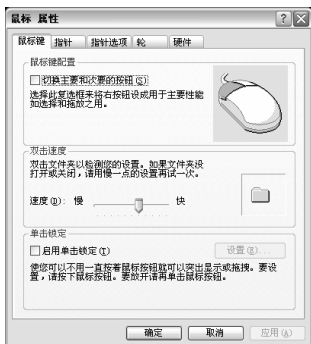 鼠标 属性
鼠标键 指针 指针选项 轮 硬件
鼠标键配置
切换主要和次要的按钮(S)
选择此复选框来将右按钮设成用于主要性能
如选择和拖放之用。
双击速度
双击文件夹以检测您的设置。如果文件夹没
打开或关闭，请用慢一点的设置再试一次。
速度(D): 慢 快
单击锁定
启用单击锁定(T) 设置(E)...
使您可以不用一直按着鼠标按钮就可以突出显示或拖拽。要设
置，请按下鼠标按钮。要放开请再单击鼠标按钮。
确定 取消 应用(A)